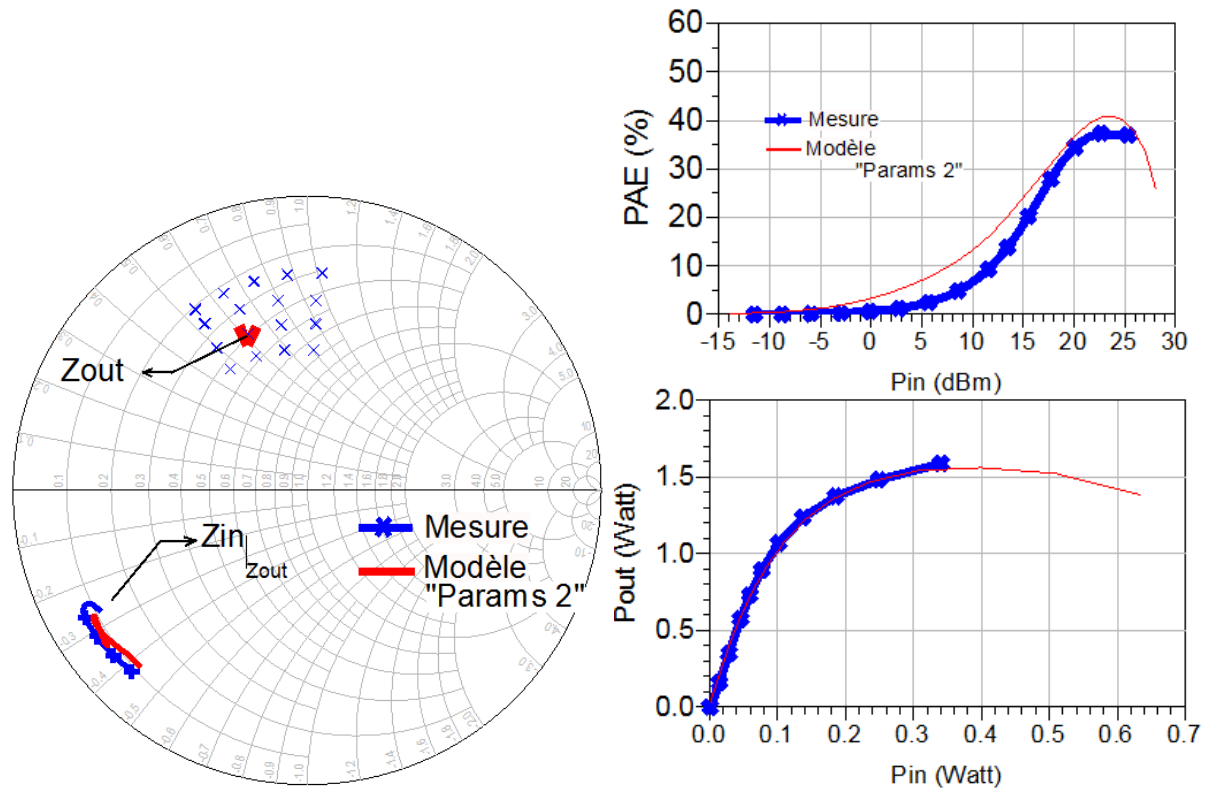 60
50
40
30
20
10
0
PAE (%)
Mesure
Modèle
"Params 2"
-15
-10
-5
0
5
10
15
20
25
30
Pin (dBm)
Zout
Zin
Zout
Mesure
Modèle
"Params 2"
2.0
1.5
1.0
0.5
0.0
Pout (Watt)
0.0
0.1
0.2
0.3
0.4
0.5
0.6
0.7
Pin (Watt)